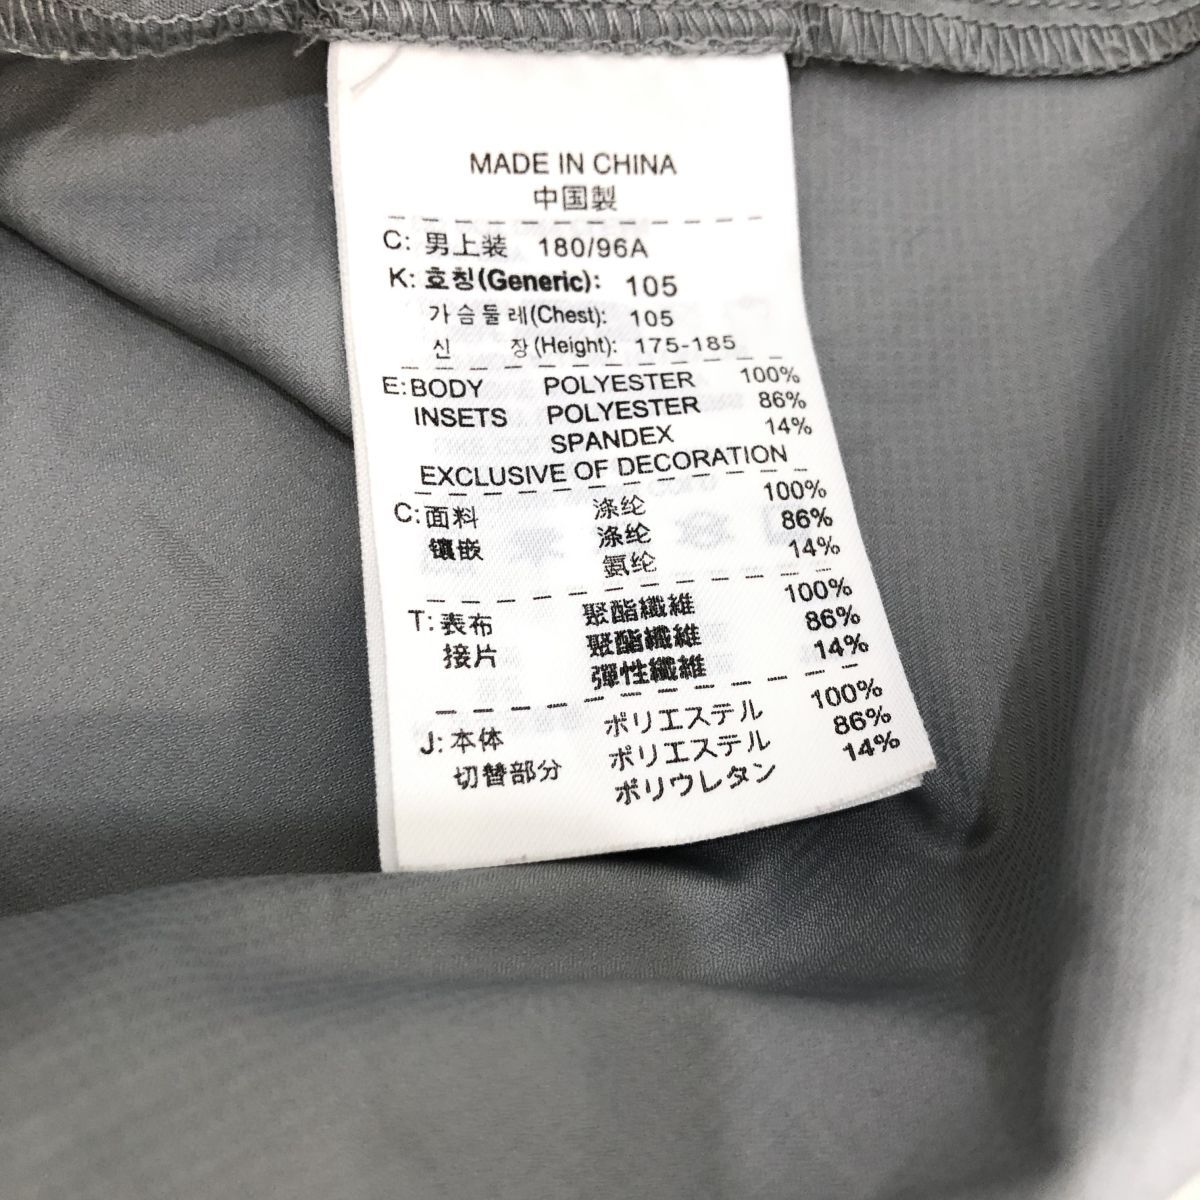 MADE IN CHINA
中国製
C: 男上装 180/96A
K: 호칭(Generic): 105
가슴둘레(Chest): 105
신 장(Height): 175-185
E: BODY POLYESTER 100%
INSETS POLYESTER 86%
SPANDEX 14%
EXCLUSIVE OF DECORATION
C: 面料 涤纶 100%
镶嵌 涤纶 86%
氨纶 14%
T: 表布 聚酯纖維 100%
接片 聚酯纖維 86%
彈性纖維 14%
J: 本体 ポリエステル 100%
切替部分 ポリエステル 86%
ポリウレタン 14%